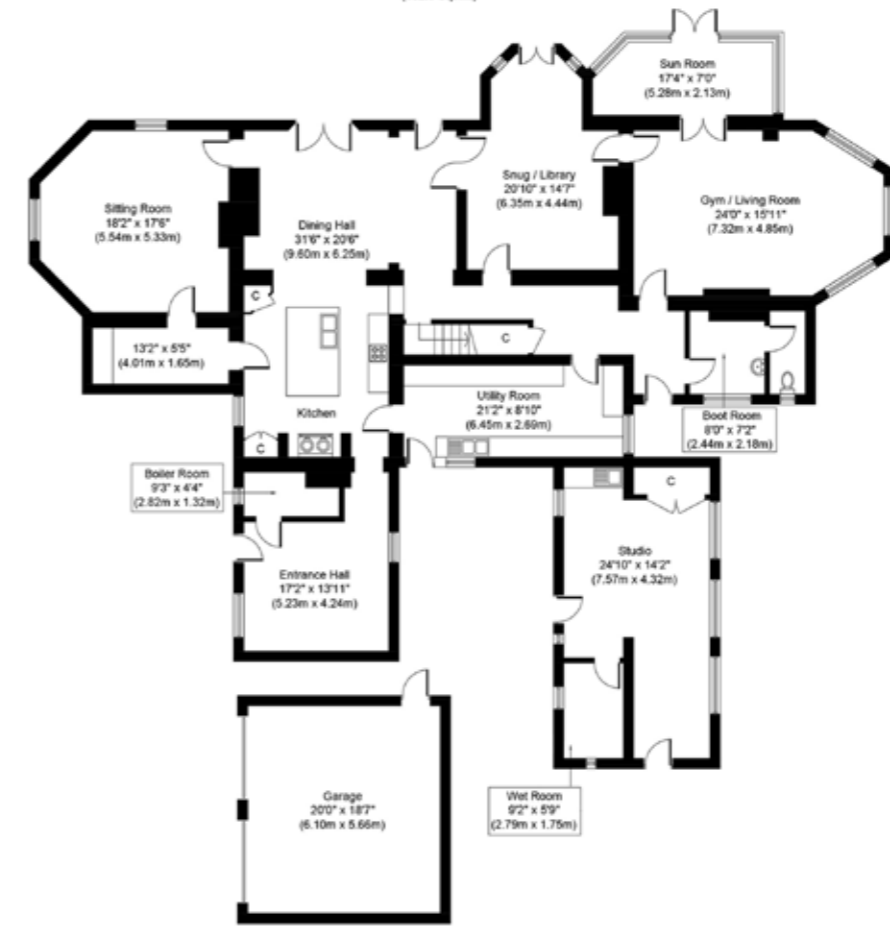 Sun Room
17'4" x 7'0"
(5.28m x 2.13m)
Sitting Room
18'2" x 17'6"
(5.54m x 5.33m)
Dining Hall
31'6" x 20'6"
(9.60m x 6.25m)
Snug / Library
20'10" x 14'7"
(6.35m x 4.44m)
Gym / Living Room
24'0" x 15'11"
(7.32m x 4.85m)
C
13'2" x 5'5"
(4.01m x 1.65m)
C
Kitchen
C
Utility Room
21'2" x 8'10"
(6.45m x 2.69m)
Boot Room
8'0" x 7'2"
(2.44m x 2.18m)
Boiler Room
9'3" x 4'4"
(2.82m x 1.32m)
C
Entrance Hall
17'2" x 13'11"
(5.23m x 4.24m)
Studio
24'10" x 14'2"
(7.57m x 4.32m)
Garage
20'0" x 18'7"
(6.10m x 5.66m)
Wet Room
9'2" x 5'9"
(2.79m x 1.75m)